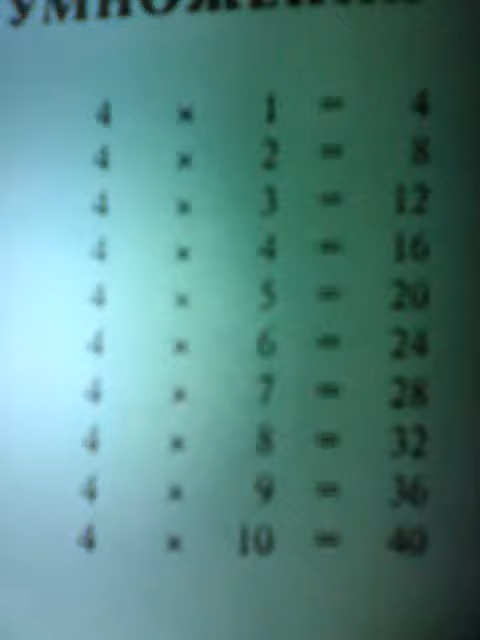 УМНОЖЕНИЯ
4 × 1 = 4
4 × 2 = 8
4 × 3 = 12
4 × 4 = 16
4 × 5 = 20
4 × 6 = 24
4 × 7 = 28
4 × 8 = 32
4 × 9 = 36
4 × 10 = 40